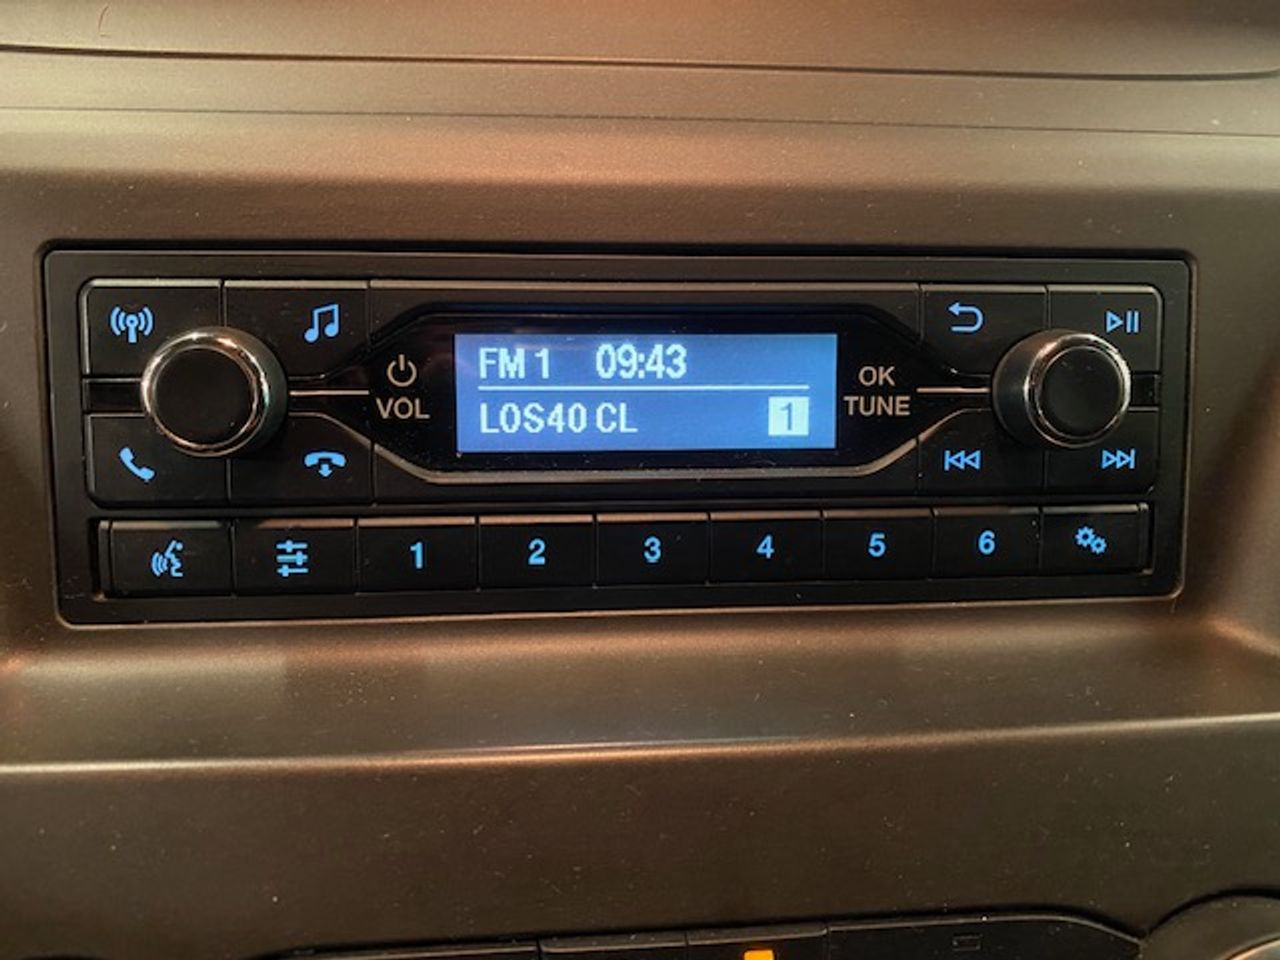 FM 1 09:43
LOS40 CL 1
VOL
OK
TUNE
1 2 3 4 5 6